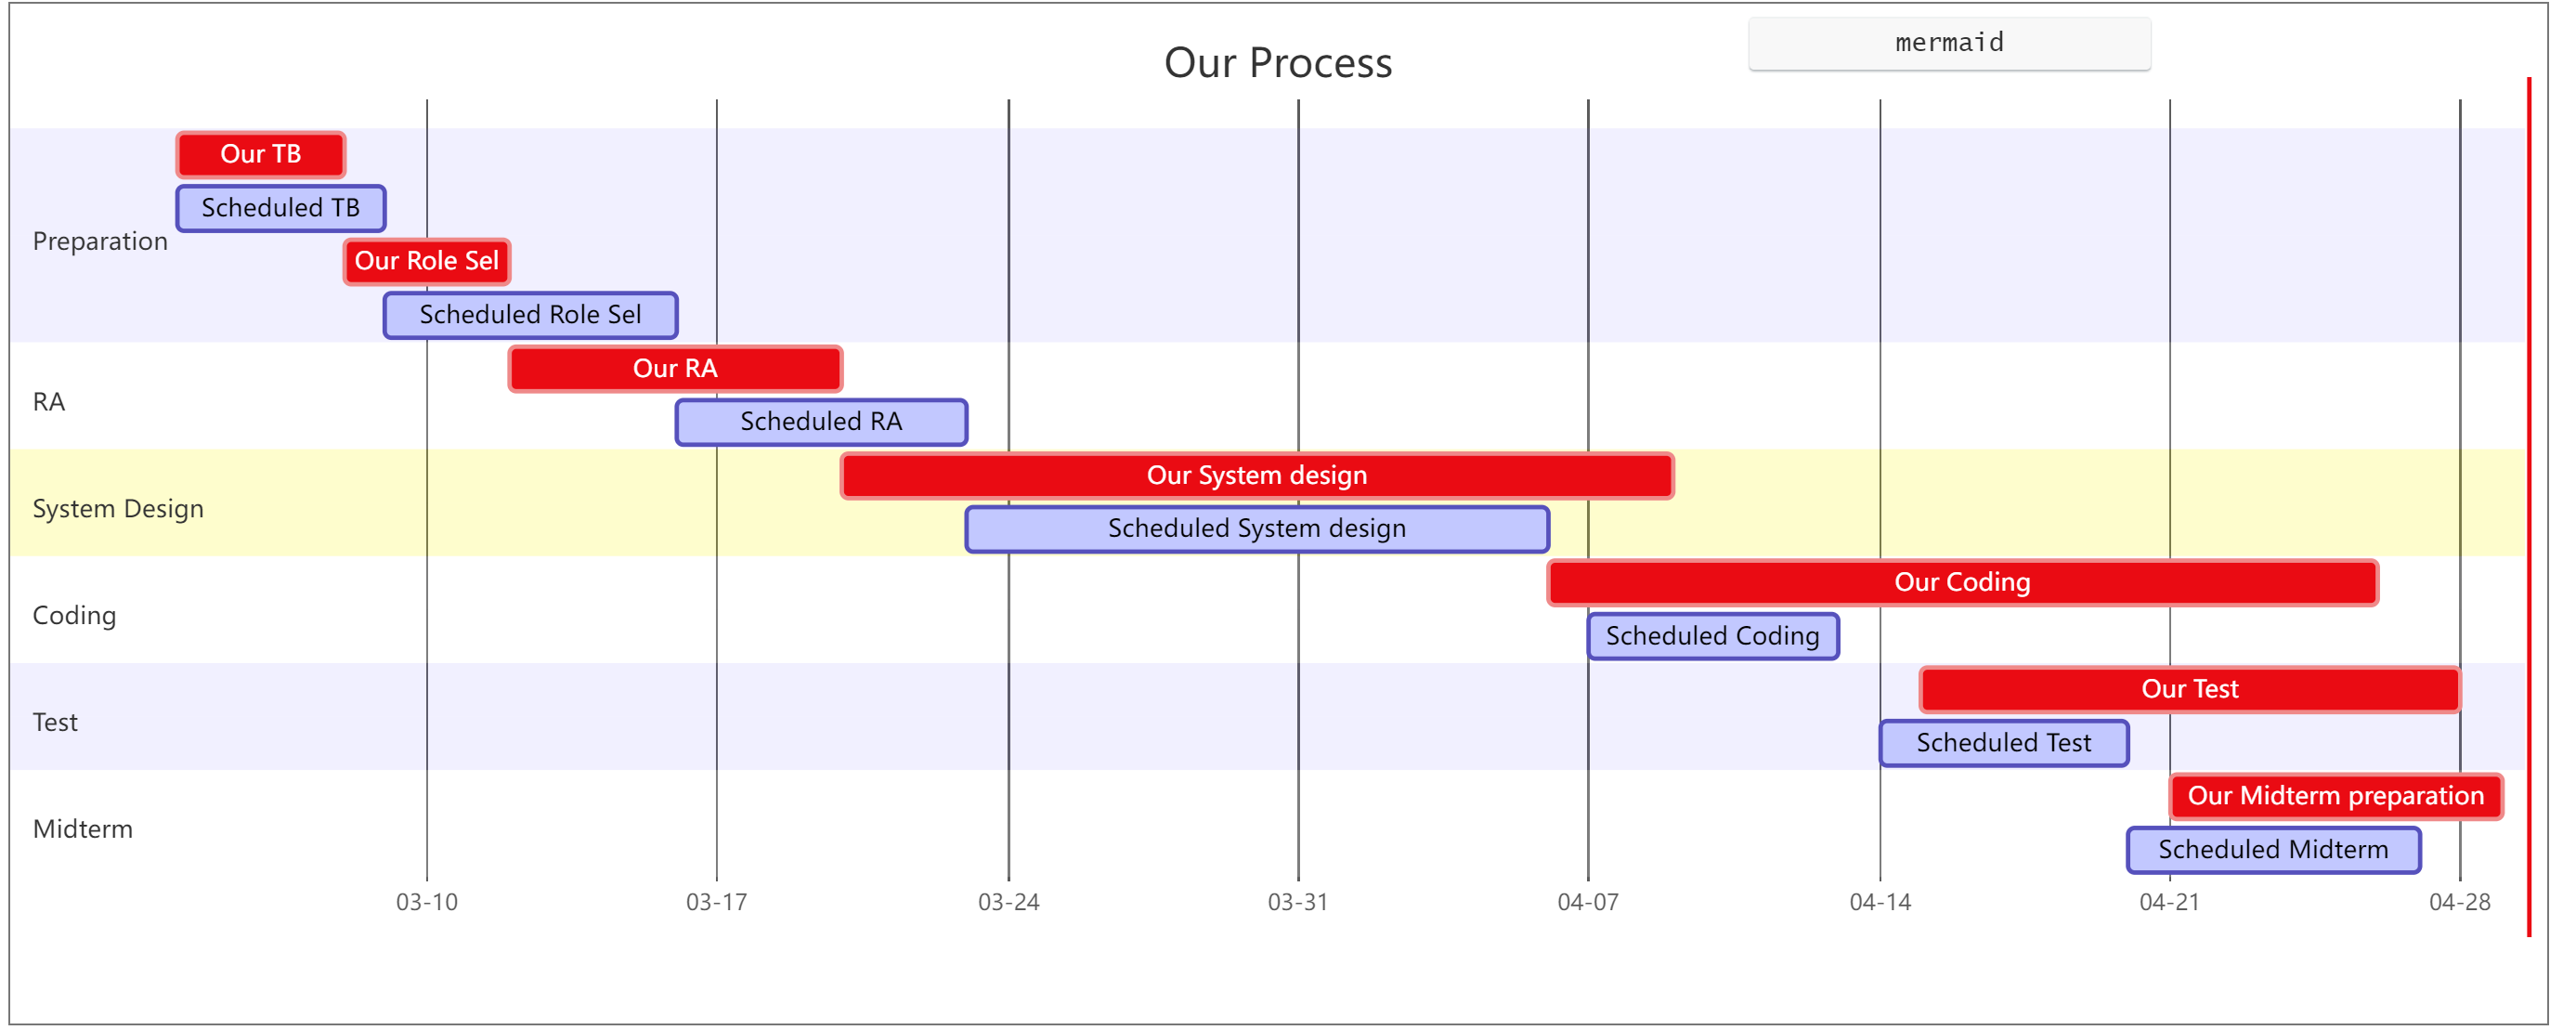 mermaid
Our Process
Preparation
Our TB
Scheduled TB
Our Role Sel
Scheduled Role Sel
RA
Our RA
Scheduled RA
System Design
Our System design
Scheduled System design
Coding
Our Coding
Scheduled Coding
Test
Our Test
Scheduled Test
Midterm
Our Midterm preparation
Scheduled Midterm
03-10 03-17 03-24 03-31 04-07 04-14 04-21 04-28